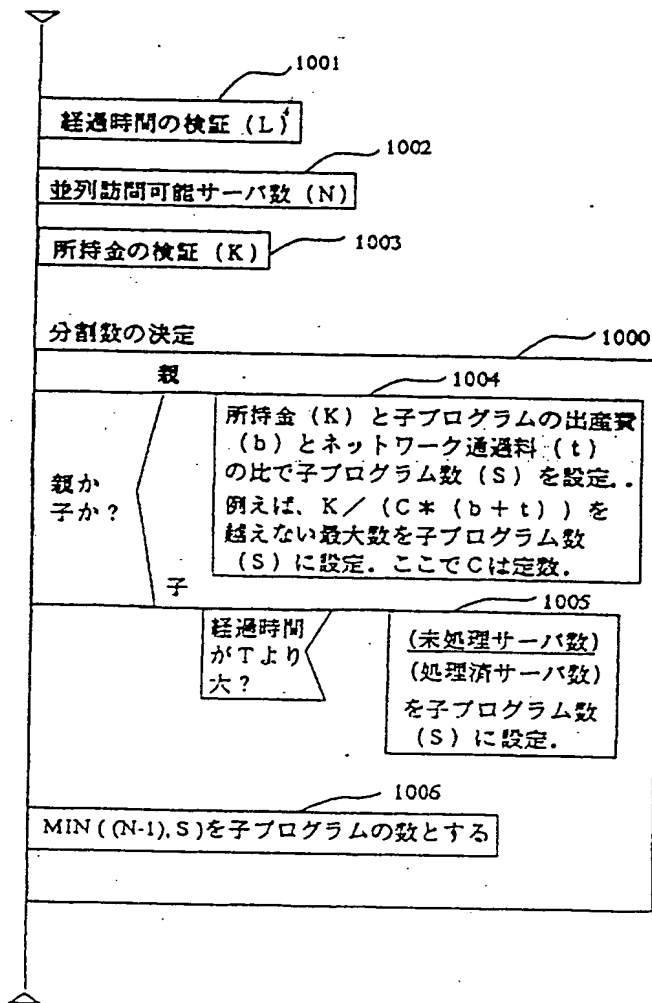 1001
経過時間の検証 (L)
1002
並列訪問可能サーバ数 (N)
所持金の検証 (K)
1003
分割数の決定
1000
親
1004
所持金 (K) と子プログラムの出産費
(b) とネットワーク通過料 (t)
の比で子プログラム数 (S) を設定..
例えば、K/(C*(b+t))を
越えない最大数を子プログラム数
(S) に設定.ここでCは定数.
親か
子か?
子
1005
経過時間
がTより
大?
(未処理サーバ数)
(処理済サーバ数)
を子プログラム数
(S) に設定.
1006
MIN((N-1),S)を子プログラムの数とする